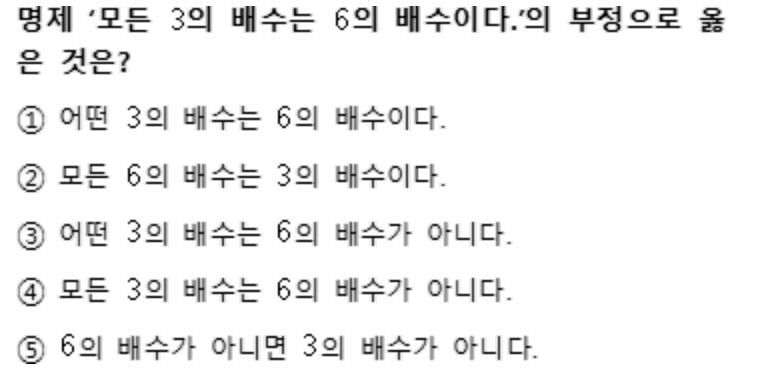 명제 ‘모든 3의 배수는 6의 배수이다.’의 부정으로 옳
은 것은?
① 어떤 3의 배수는 6의 배수이다.
② 모든 6의 배수는 3의 배수이다.
③ 어떤 3의 배수는 6의 배수가 아니다.
④ 모든 3의 배수는 6의 배수가 아니다.
⑤ 6의 배수가 아니면 3의 배수가 아니다.